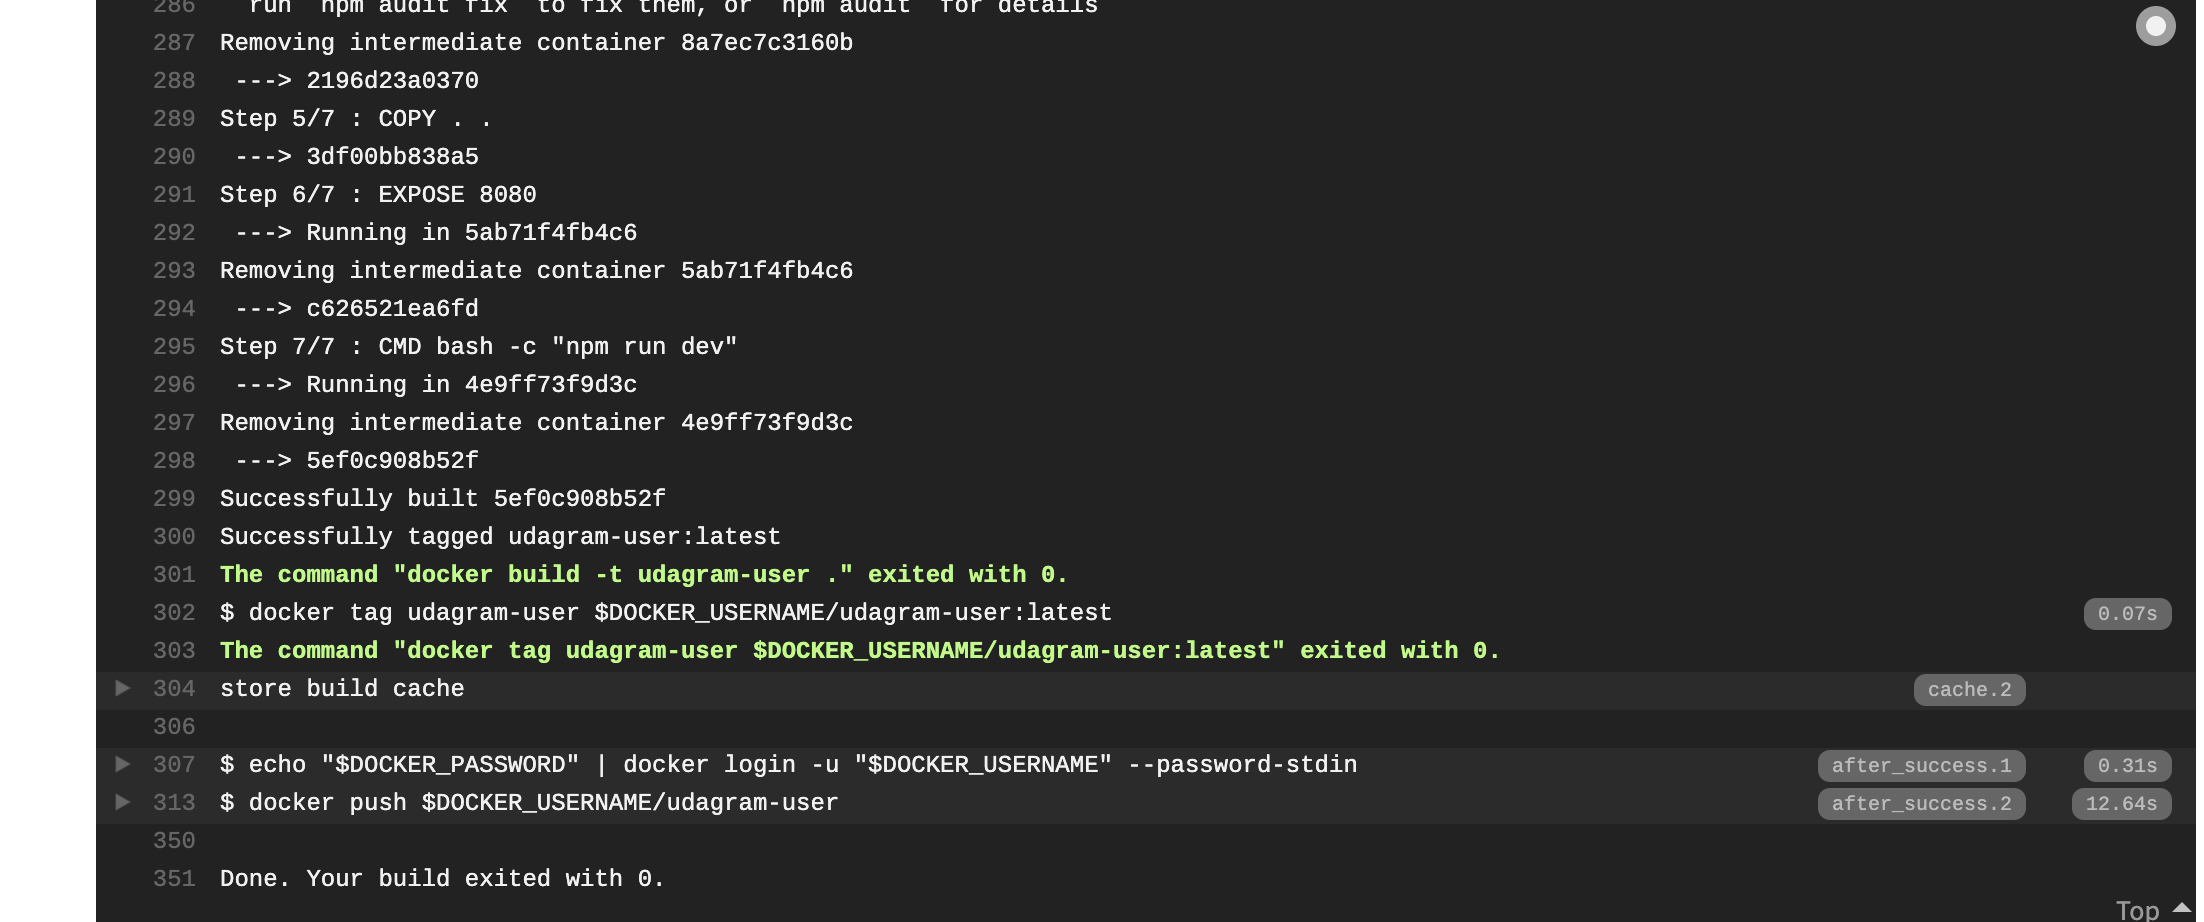 286 run `npm audit fix` to fix them, or `npm audit` for details
287 Removing intermediate container 8a7ec7c3160b
288 ---> 2196d23a0370
289 Step 5/7 : COPY . .
290 ---> 3df00bb838a5
291 Step 6/7 : EXPOSE 8080
292 ---> Running in 5ab71f4fb4c6
293 Removing intermediate container 5ab71f4fb4c6
294 ---> c626521ea6fd
295 Step 7/7 : CMD bash -c "npm run dev"
296 ---> Running in 4e9ff73f9d3c
297 Removing intermediate container 4e9ff73f9d3c
298 ---> 5ef0c908b52f
299 Successfully built 5ef0c908b52f
300 Successfully tagged udagram-user:latest
301 The command "docker build -t udagram-user ." exited with 0.
302 $ docker tag udagram-user $DOCKER_USERNAME/udagram-user:latest 0.07s
303 The command "docker tag udagram-user $DOCKER_USERNAME/udagram-user:latest" exited with 0.
304 store build cache cache.2
306
307 $ echo "$DOCKER_PASSWORD" | docker login -u "$DOCKER_USERNAME" --password-stdin after_success.1 0.31s
313 $ docker push $DOCKER_USERNAME/udagram-user after_success.2 12.64s
350
351 Done. Your build exited with 0.
Top